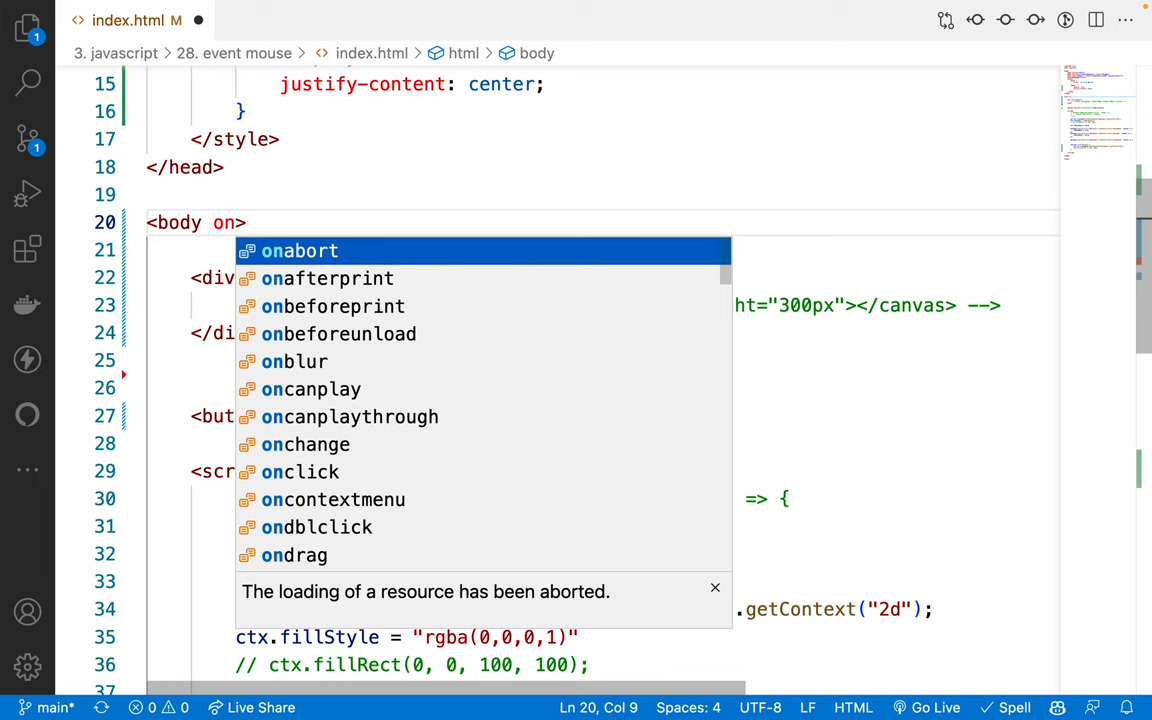 index.html M
3. javascript > 28. event mouse > <> index.html > html > body
15 justify-content: center;
16 }
17 </style>
18 </head>
19
20 <body on>
21
22 <div
23 ht="300px"></canvas> -->
24 </di
25
26
27 <but
28
29 <scr
30 => {
31
32
33
34 .getContext("2d");
35 ctx.fillStyle = "rgba(0,0,0,1)"
36 // ctx.fillRect(0, 0, 100, 100);
37
onabort
onafterprint
onbeforeprint
onbeforeunload
onblur
oncanplay
oncanplaythrough
onchange
onclick
oncontextmenu
ondblclick
ondrag
The loading of a resource has been aborted.
1
1
main* 0 0 Live Share Ln 20, Col 9 Spaces: 4 UTF-8 LF HTML Go Live Spell